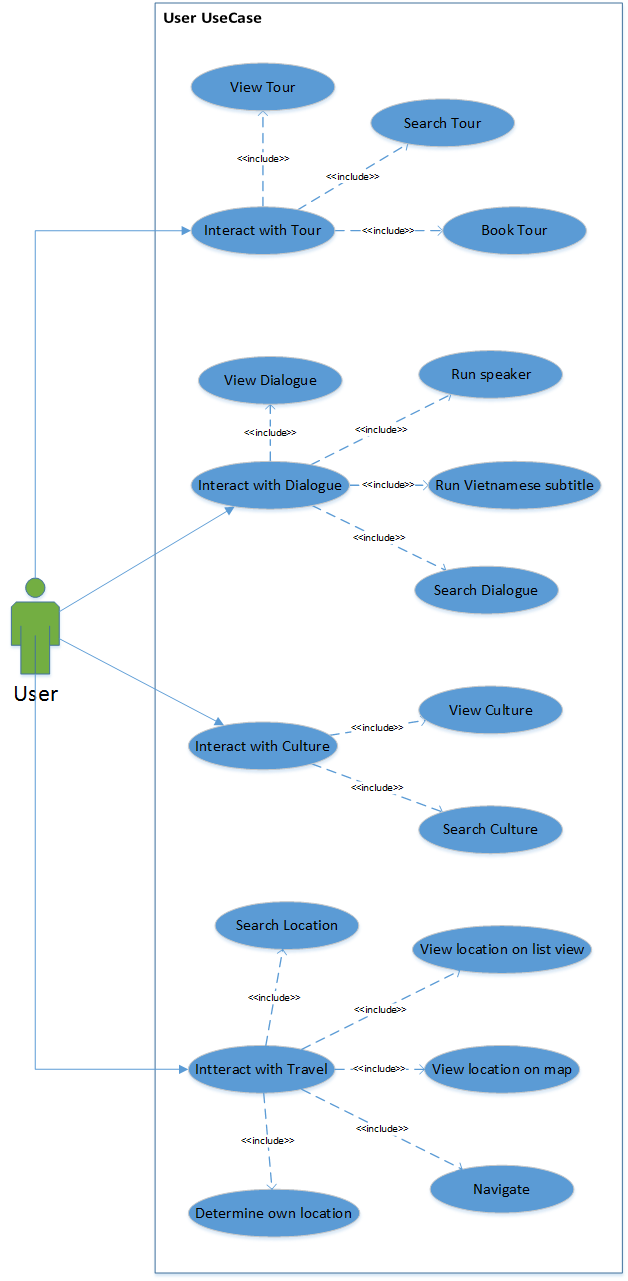 User UseCase
View Tour
Search Tour
<<include>>
<<include>>
Interact with Tour
<<include>>
Book Tour
View Dialogue
Run speaker
<<include>>
<<include>>
Interact with Dialogue
<<include>>
Run Vietnamese subtitle
<<include>>
Search Dialogue
User
View Culture
<<include>>
Interact with Culture
<<include>>
Search Culture
Search Location
View location on list view
<<include>>
<<include>>
Intteract with Travel
<<include>>
View location on map
<<include>>
<<include>>
Navigate
Determine own location